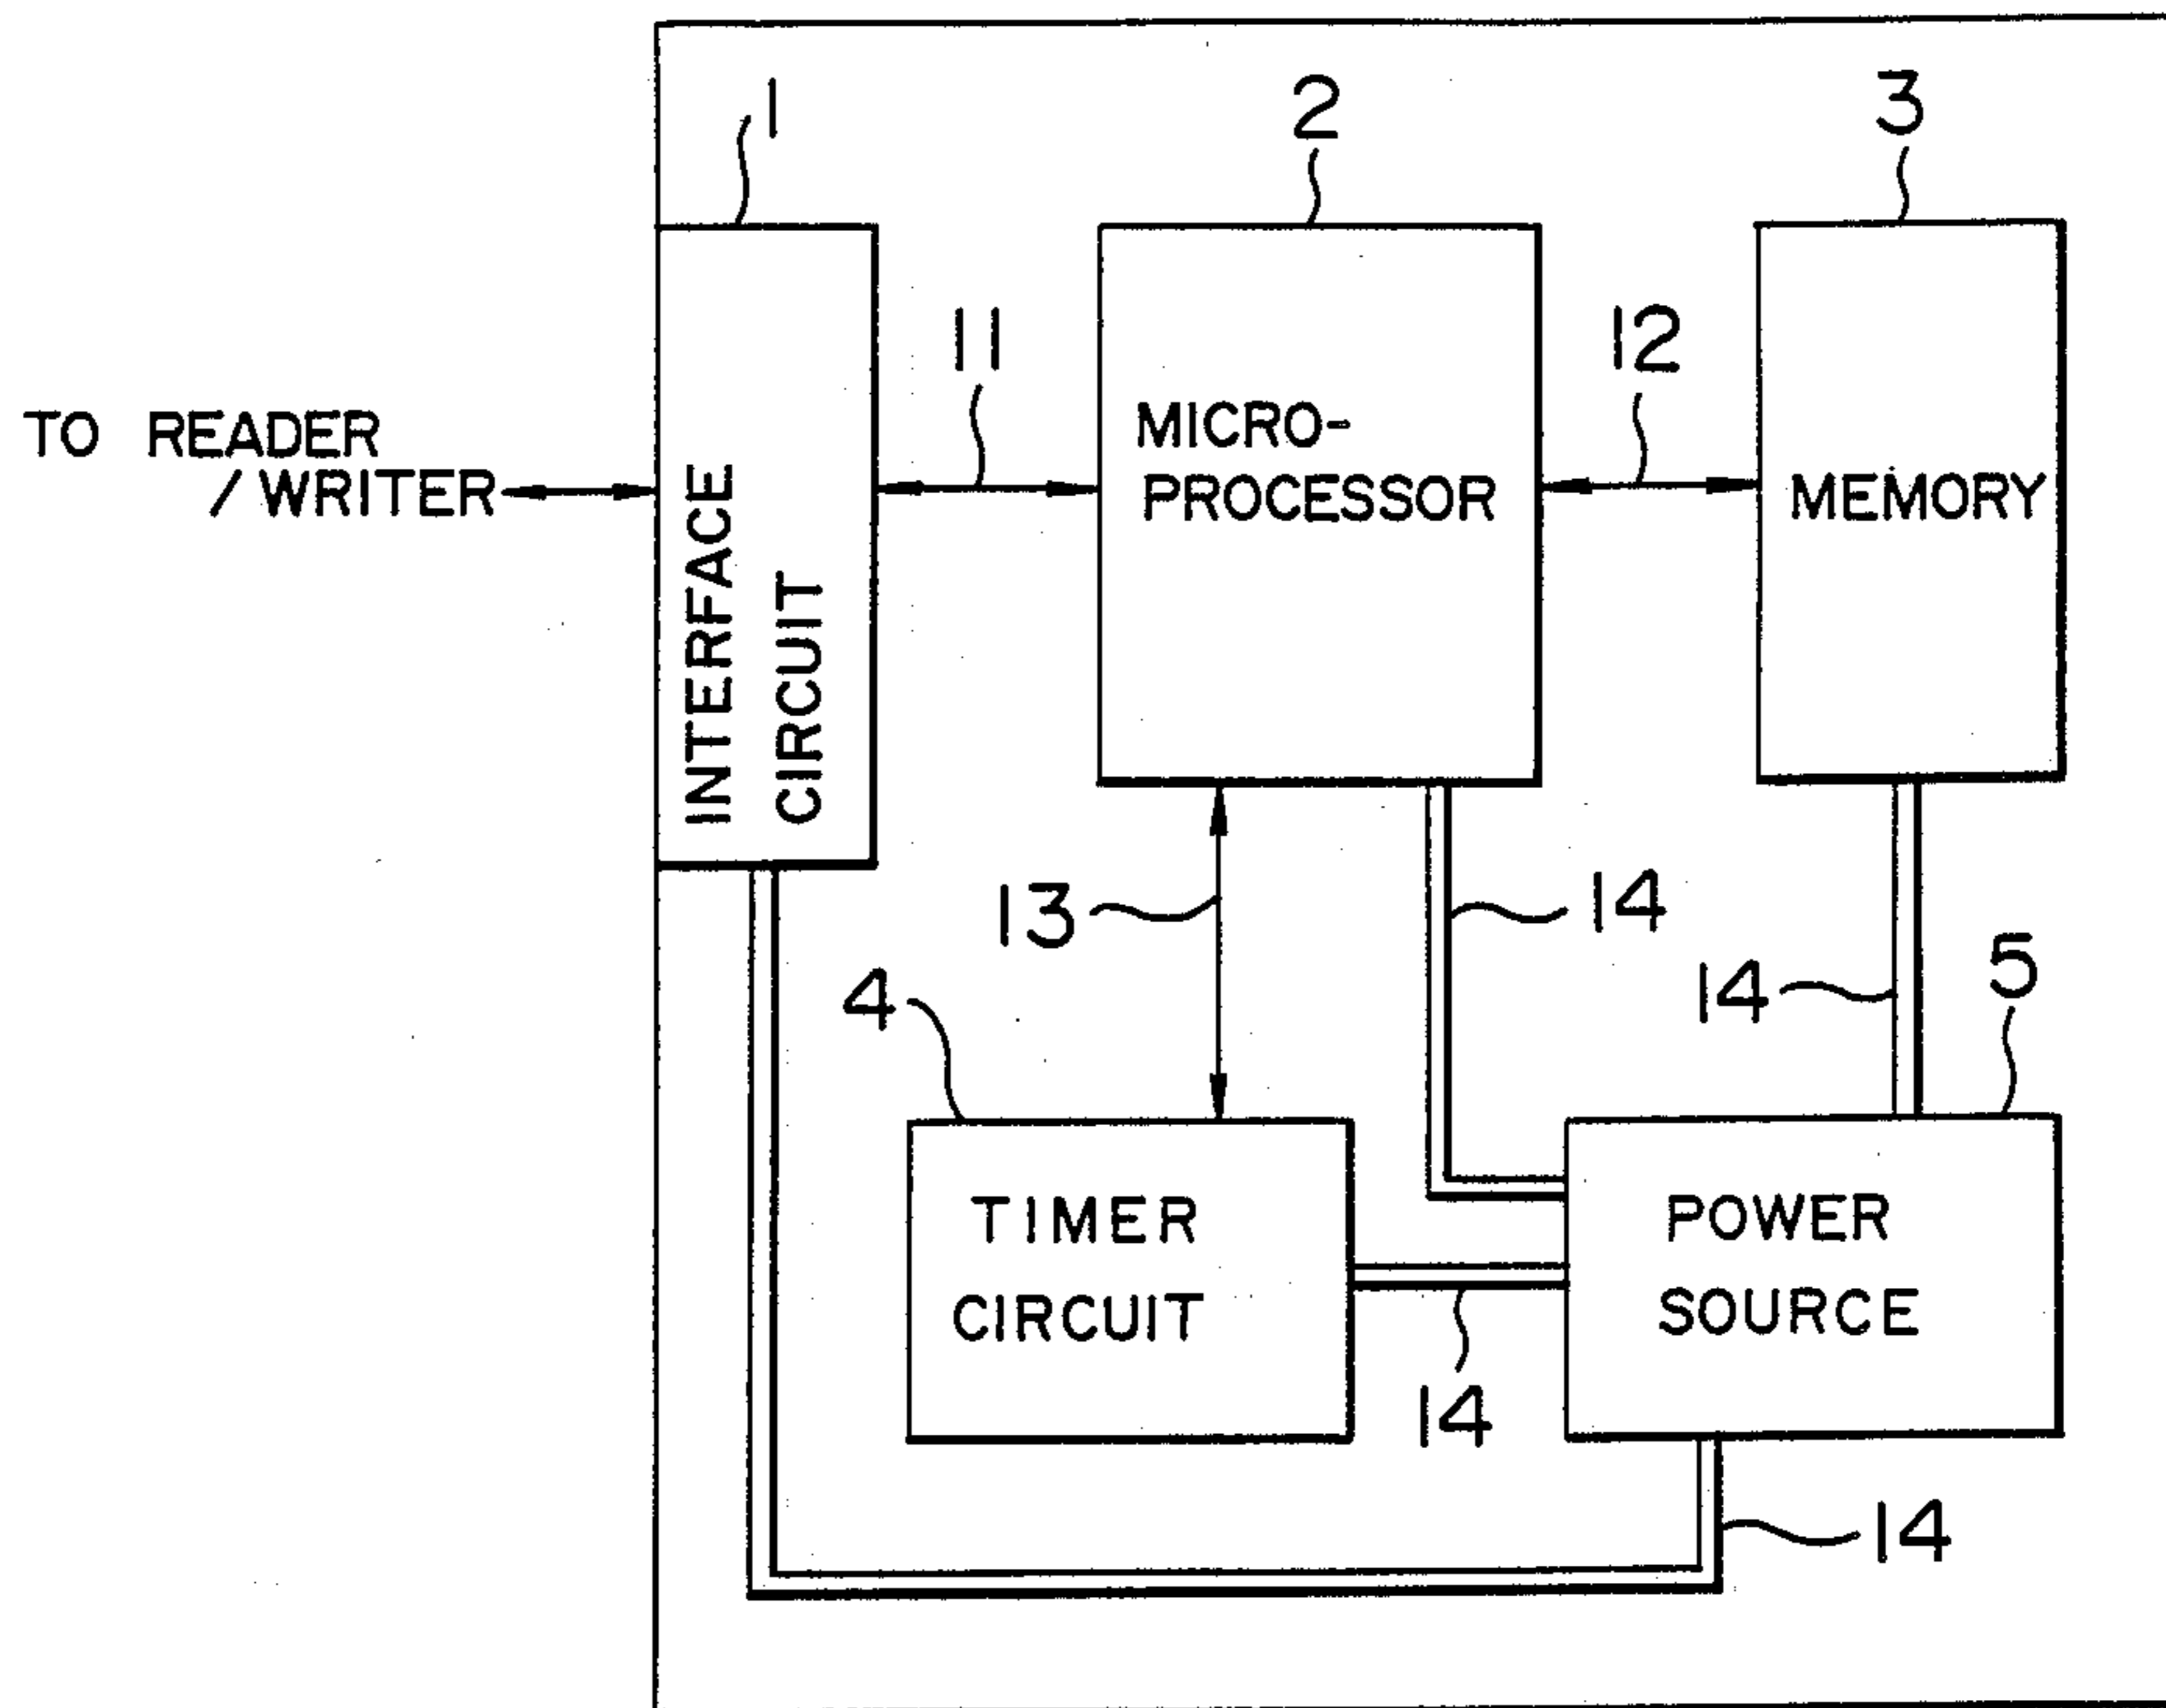 1
2
3
11
12
TO READER
/WRITER
INTERFACE
CIRCUIT
MICRO-
PROCESSOR
MEMORY
13
14
14
4
5
TIMER
CIRCUIT
POWER
SOURCE
14
14